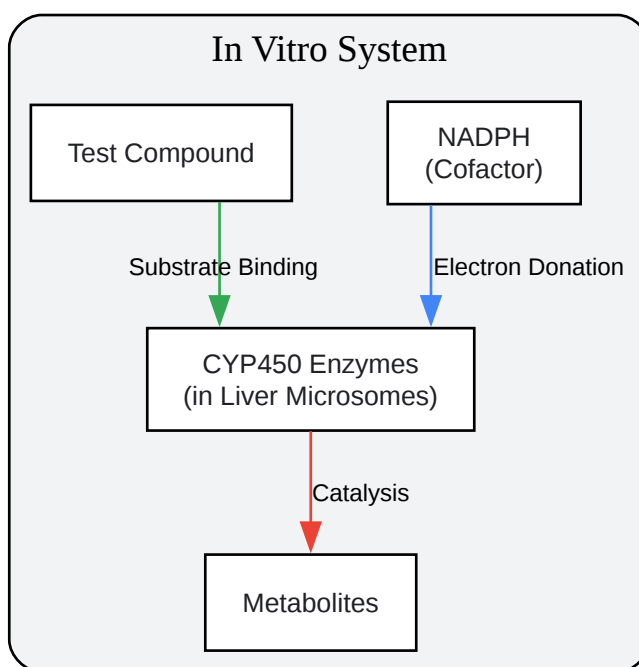 In Vitro System
Test Compound
NADPH
(Cofactor)
Substrate Binding
Electron Donation
CYP450 Enzymes
(in Liver Microsomes)
Catalysis
Metabolites